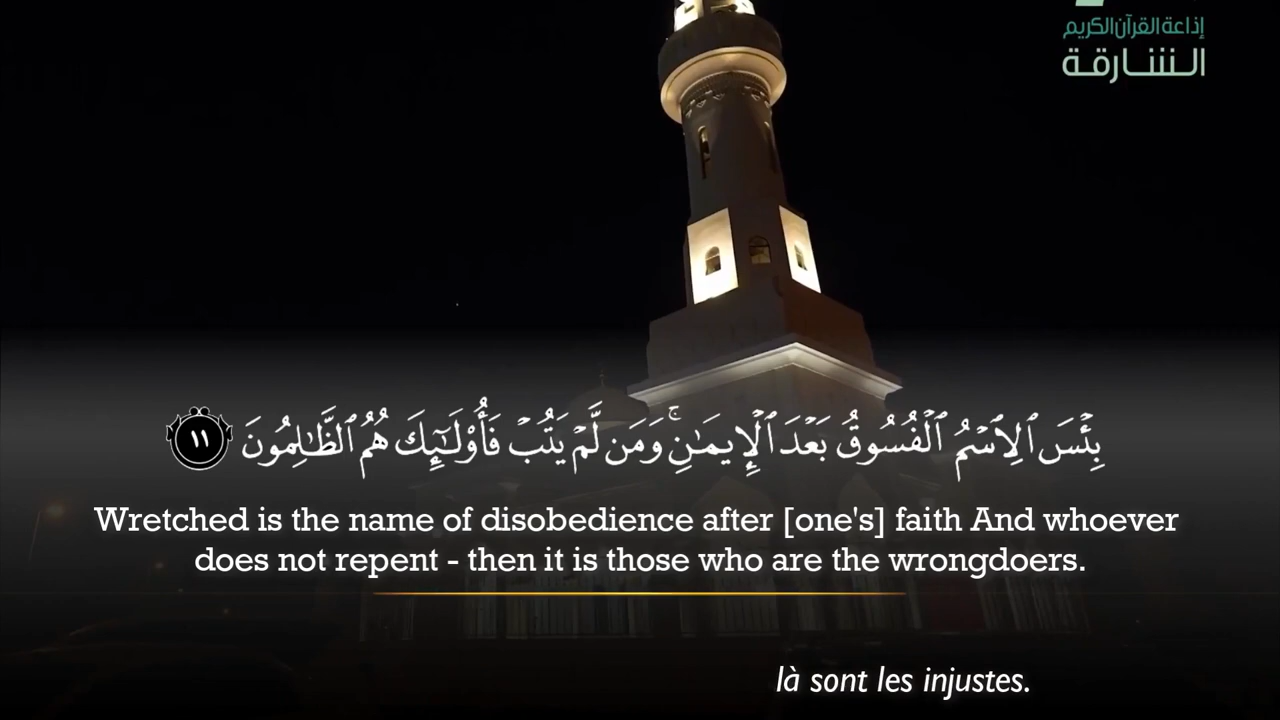 إذاعة القرآن الكريم
الشارقة
بِئْسَ ٱلِٱسْمُ ٱلْفُسُوقُ بَعْدَ ٱلْإِيمَـٰنِ ۚ وَمَن لَّمْ يَتُبْ فَأُو۟لَـٰٓئِكَ هُمُ ٱلظَّـٰلِمُونَ ١١
Wretched is the name of disobedience after [one's] faith And whoever
does not repent - then it is those who are the wrongdoers.
là sont les injustes.